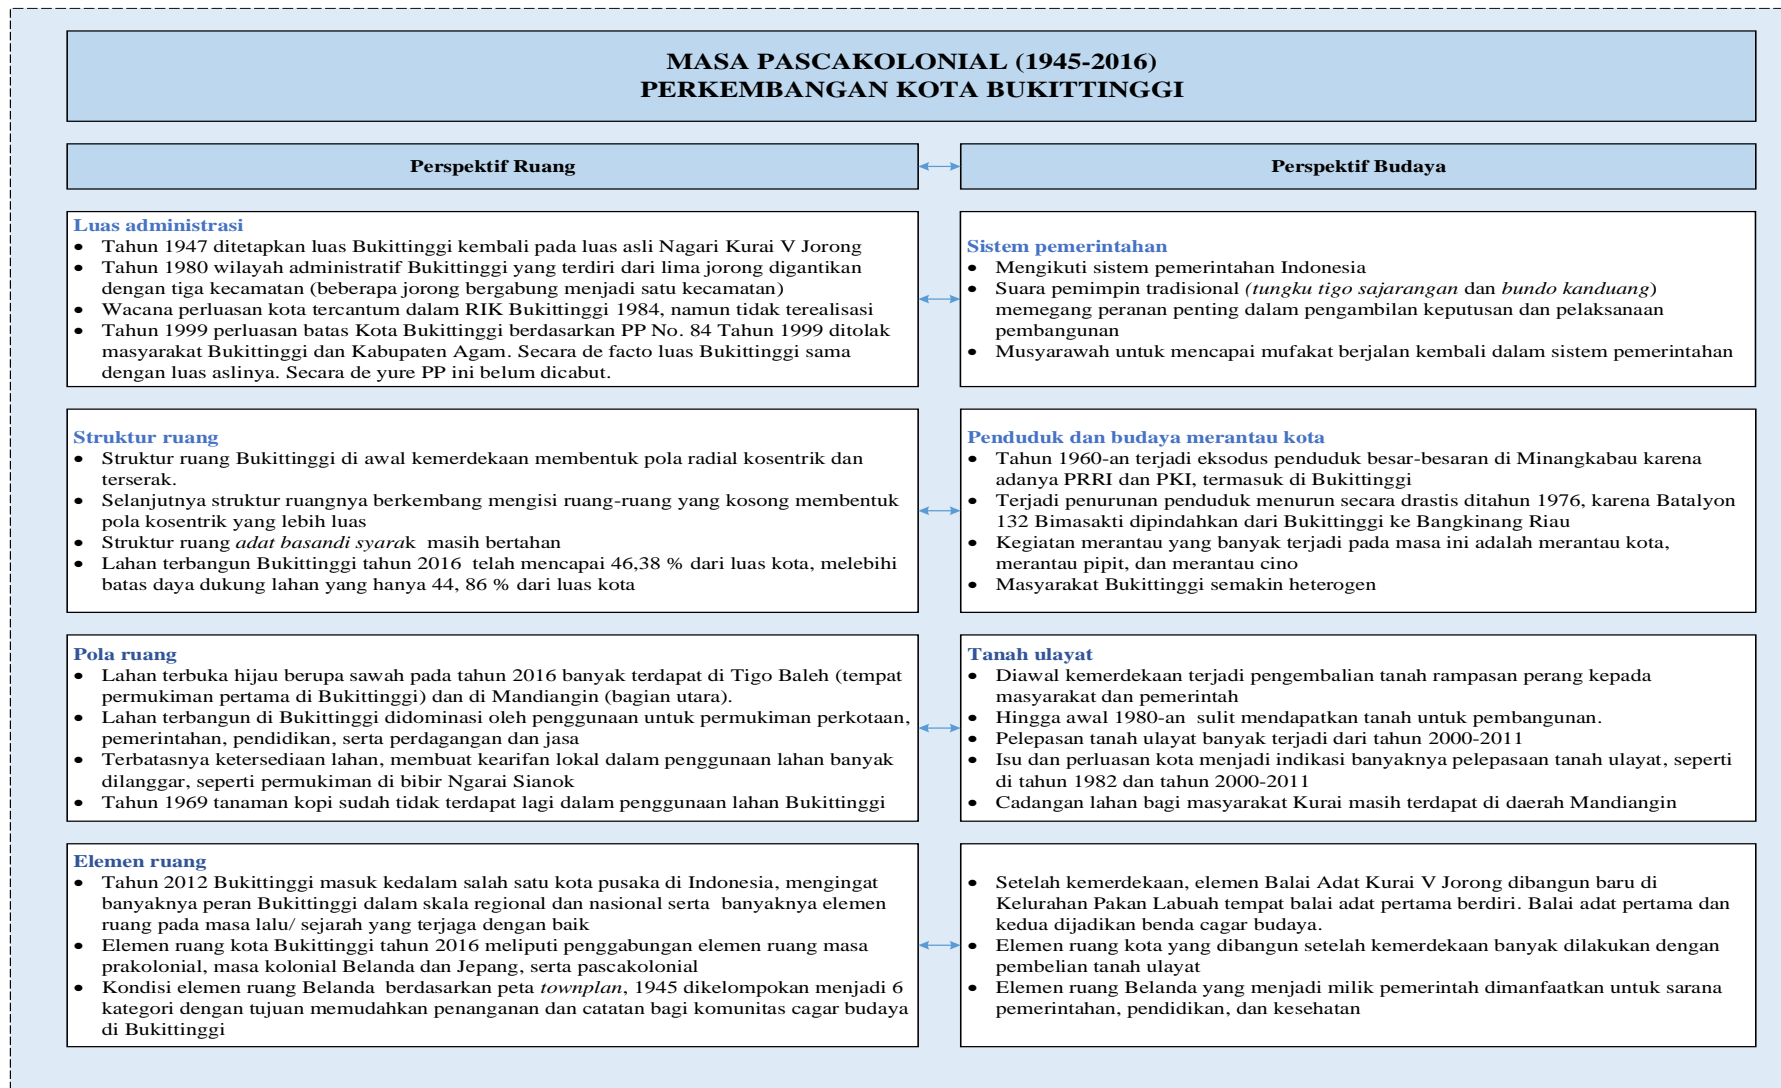 MASA PASCAKOLONIAL (1945-2016)
PERKEMBANGAN KOTA BUKITTINGGI
Perspektif Ruang
Perspektif Budaya
Luas administrasi
• Tahun 1947 ditetapkan luas Bukittinggi kembali pada luas asli Nagari Kurai V Jorong
• Tahun 1980 wilayah administratif Bukittinggi yang terdiri dari lima jorong digantikan
dengan tiga kecamatan (beberapa jorong bergabung menjadi satu kecamatan)
• Wacana perluasan kota tercantum dalam RIK Bukittinggi 1984, namun tidak terealisasi
• Tahun 1999 perluasan batas Kota Bukittinggi berdasarkan PP No. 84 Tahun 1999 ditolak
masyarakat Bukittinggi dan Kabupaten Agam. Secara de facto luas Bukittinggi sama
dengan luas aslinya. Secara de yure PP ini belum dicabut.
Sistem pemerintahan
• Mengikuti sistem pemerintahan Indonesia
• Suara pemimpin tradisional (tungku tigo sajarangan dan bundo kanduang)
memegang peranan penting dalam pengambilan keputusan dan pelaksanaan
pembangunan
• Musyarawah untuk mencapai mufakat berjalan kembali dalam sistem pemerintahan
Struktur ruang
• Struktur ruang Bukittinggi di awal kemerdekaan membentuk pola radial kosentrik dan
terserak.
• Selanjutnya struktur ruangnya berkembang mengisi ruang-ruang yang kosong membentuk
pola kosentrik yang lebih luas
• Struktur ruang adat basandi syarak masih bertahan
• Lahan terbangun Bukittinggi tahun 2016 telah mencapai 46,38 % dari luas kota, melebihi
batas daya dukung lahan yang hanya 44, 86 % dari luas kota
Penduduk dan budaya merantau kota
• Tahun 1960-an terjadi eksodus penduduk besar-besaran di Minangkabau karena
adanya PRRI dan PKI, termasuk di Bukittinggi
• Terjadi penurunan penduduk menurun secara drastis ditahun 1976, karena Batalyon
132 Bimasakti dipindahkan dari Bukittinggi ke Bangkinang Riau
• Kegiatan merantau yang banyak terjadi pada masa ini adalah merantau kota,
merantau pipit, dan merantau cino
• Masyarakat Bukittinggi semakin heterogen
Pola ruang
• Lahan terbuka hijau berupa sawah pada tahun 2016 banyak terdapat di Tigo Baleh (tempat
permukiman pertama di Bukittinggi) dan di Mandiangin (bagian utara).
• Lahan terbangun di Bukittinggi didominasi oleh penggunaan untuk permukiman perkotaan,
pemerintahan, pendidikan, serta perdagangan dan jasa
• Terbatasnya ketersediaan lahan, membuat kearifan lokal dalam penggunaan lahan banyak
dilanggar, seperti permukiman di bibir Ngarai Sianok
• Tahun 1969 tanaman kopi sudah tidak terdapat lagi dalam penggunaan lahan Bukittinggi
Tanah ulayat
• Diawal kemerdekaan terjadi pengembalian tanah rampasan perang kepada
masyarakat dan pemerintah
• Hingga awal 1980-an sulit mendapatkan tanah untuk pembangunan.
• Pelepasan tanah ulayat banyak terjadi dari tahun 2000-2011
• Isu dan perluasan kota menjadi indikasi banyaknya pelepasaan tanah ulayat, seperti
di tahun 1982 dan tahun 2000-2011
• Cadangan lahan bagi masyarakat Kurai masih terdapat di daerah Mandiangin
Elemen ruang
• Tahun 2012 Bukittinggi masuk kedalam salah satu kota pusaka di Indonesia, mengingat
banyaknya peran Bukittinggi dalam skala regional dan nasional serta banyaknya elemen
ruang pada masa lalu/ sejarah yang terjaga dengan baik
• Elemen ruang kota Bukittinggi tahun 2016 meliputi penggabungan elemen ruang masa
prakolonial, masa kolonial Belanda dan Jepang, serta pascakolonial
• Kondisi elemen ruang Belanda berdasarkan peta townplan, 1945 dikelompokan menjadi 6
kategori dengan tujuan memudahkan penanganan dan catatan bagi komunitas cagar budaya
di Bukittinggi
• Setelah kemerdekaan, elemen Balai Adat Kurai V Jorong dibangun baru di
Kelurahan Pakan Labuah tempat balai adat pertama berdiri. Balai adat pertama dan
kedua dijadikan benda cagar budaya.
• Elemen ruang kota yang dibangun setelah kemerdekaan banyak dilakukan dengan
pembelian tanah ulayat
• Elemen ruang Belanda yang menjadi milik pemerintah dimanfaatkan untuk sarana
pemerintahan, pendidikan, dan kesehatan